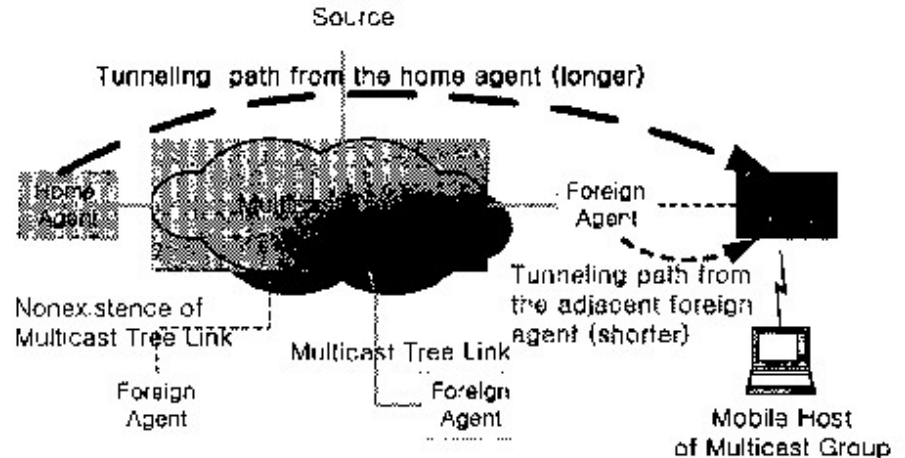 Source
Tunneling path from the home agent (longer)
Home
Agent
Foreign
Agent
Tunneling path from
the adjacent foreign
agent (shorter)
Nonexistence of
Multicast Tree Link
Multicast Tree Link
Foreign
Agent
Foreign
Agent
Mobile Host
of Multicast Group